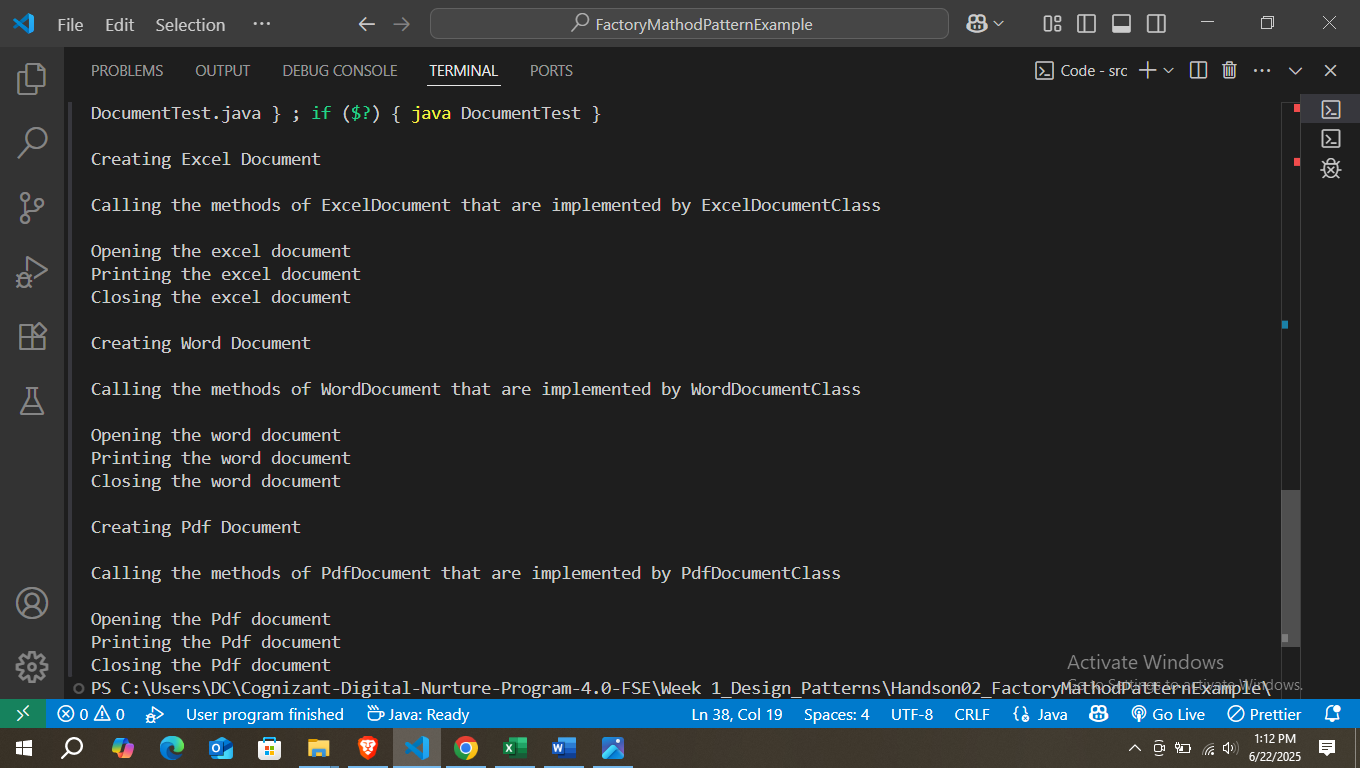 File Edit Selection ··· FactoryMathodPatternExample
PROBLEMS OUTPUT DEBUG CONSOLE TERMINAL PORTS Code - src
DocumentTest.java } ; if ($?) { java DocumentTest }
Creating Excel Document
Calling the methods of ExcelDocument that are implemented by ExcelDocumentClass
Opening the excel document
Printing the excel document
Closing the excel document
Creating Word Document
Calling the methods of WordDocument that are implemented by WordDocumentClass
Opening the word document
Printing the word document
Closing the word document
Creating Pdf Document
Calling the methods of PdfDocument that are implemented by PdfDocumentClass
Opening the Pdf document
Printing the Pdf document
Closing the Pdf document
Activate Windows
Go to Settings to activate Windows.
PS C:\Users\DC\Cognizant-Digital-Nurture-Program-4.0-FSE\Week 1_Design_Patterns\Handson02_FactoryMathodPatternExample\
0 0 User program finished Java: Ready Ln 38, Col 19 Spaces: 4 UTF-8 CRLF Java Go Live Prettier
1:12 PM
6/22/2025